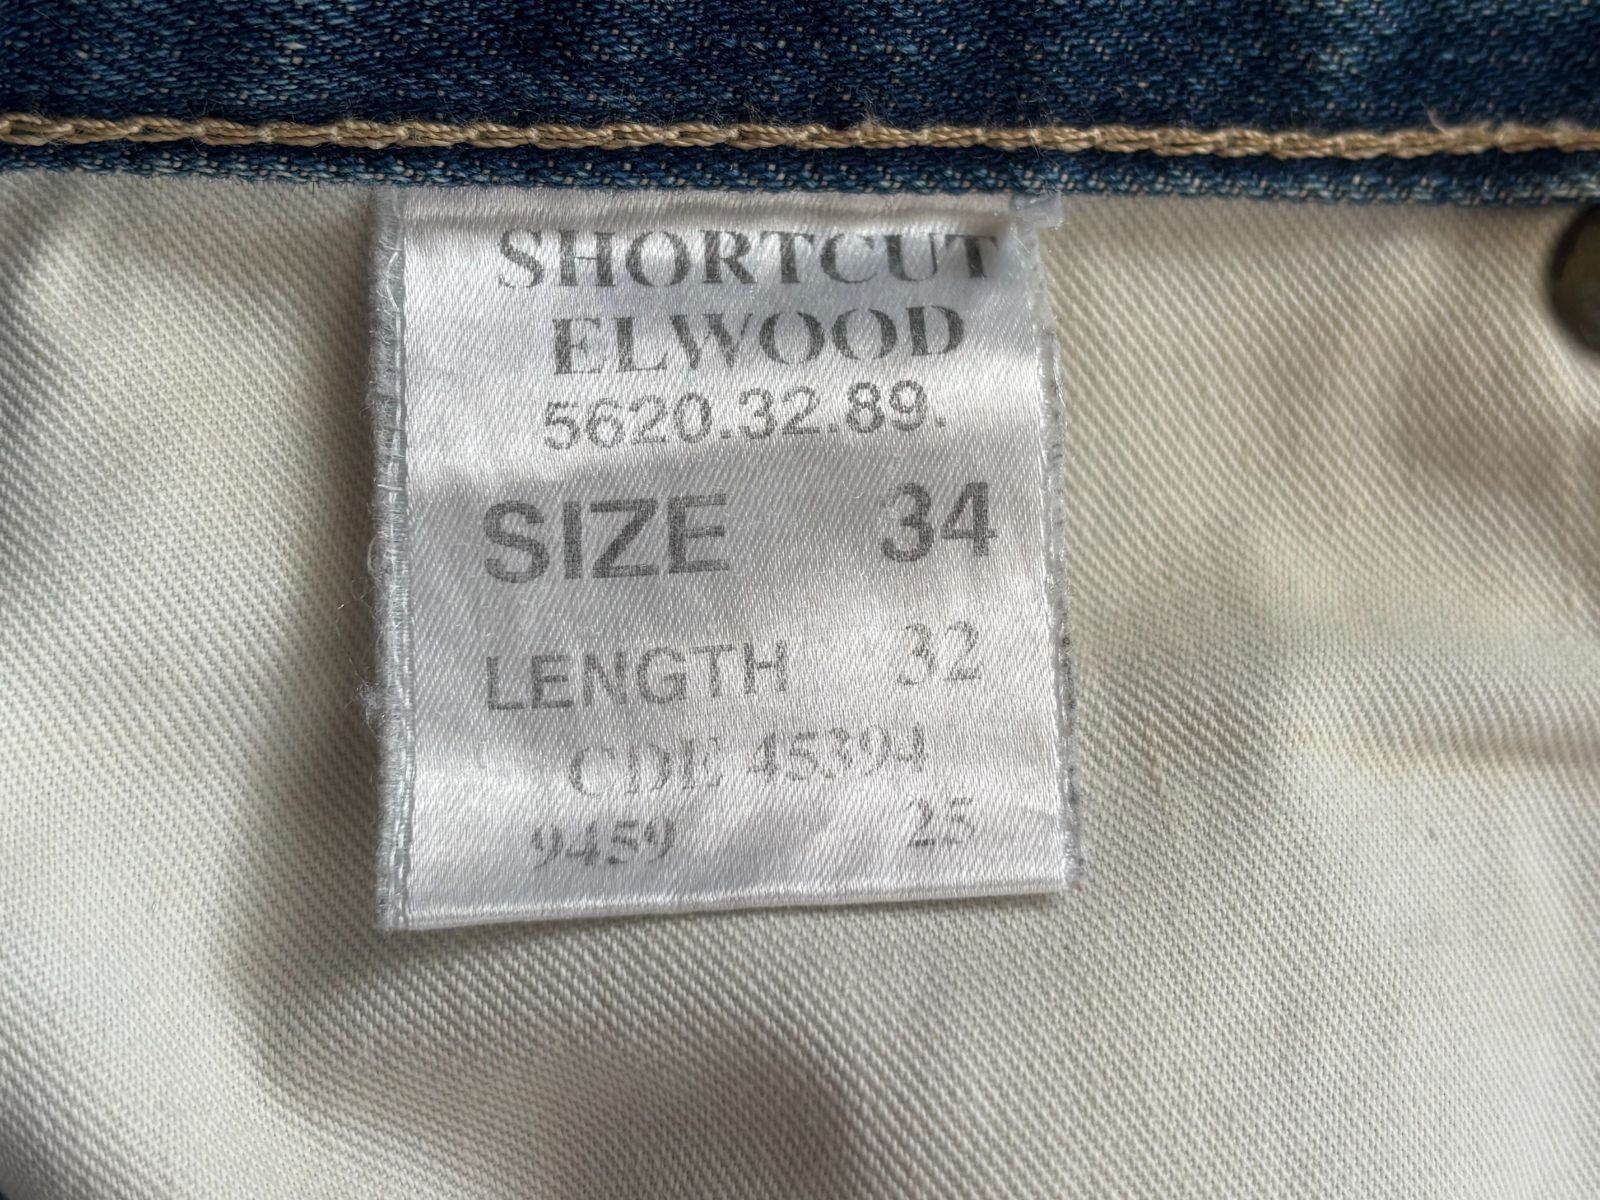 SHORTCUT
ELWOOD
5620.32.89.
SIZE 34
LENGTH 32
CDE 45394
9459 25